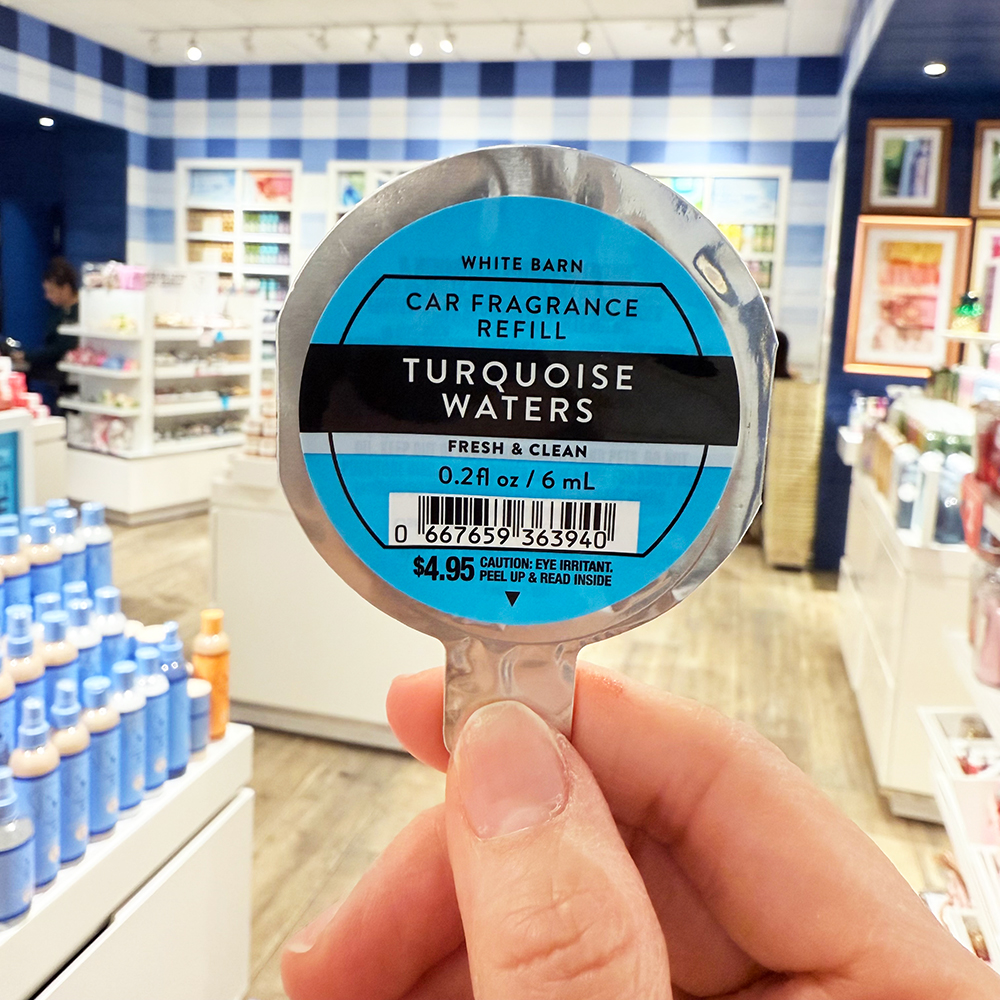 WHITE BARN
CAR FRAGRANCE
REFILL
TURQUOISE
WATERS
FRESH & CLEAN
0.2fl oz / 6 mL
0 667659 363940
$4.95 CAUTION: EYE IRRITANT.
PEEL UP & READ INSIDE